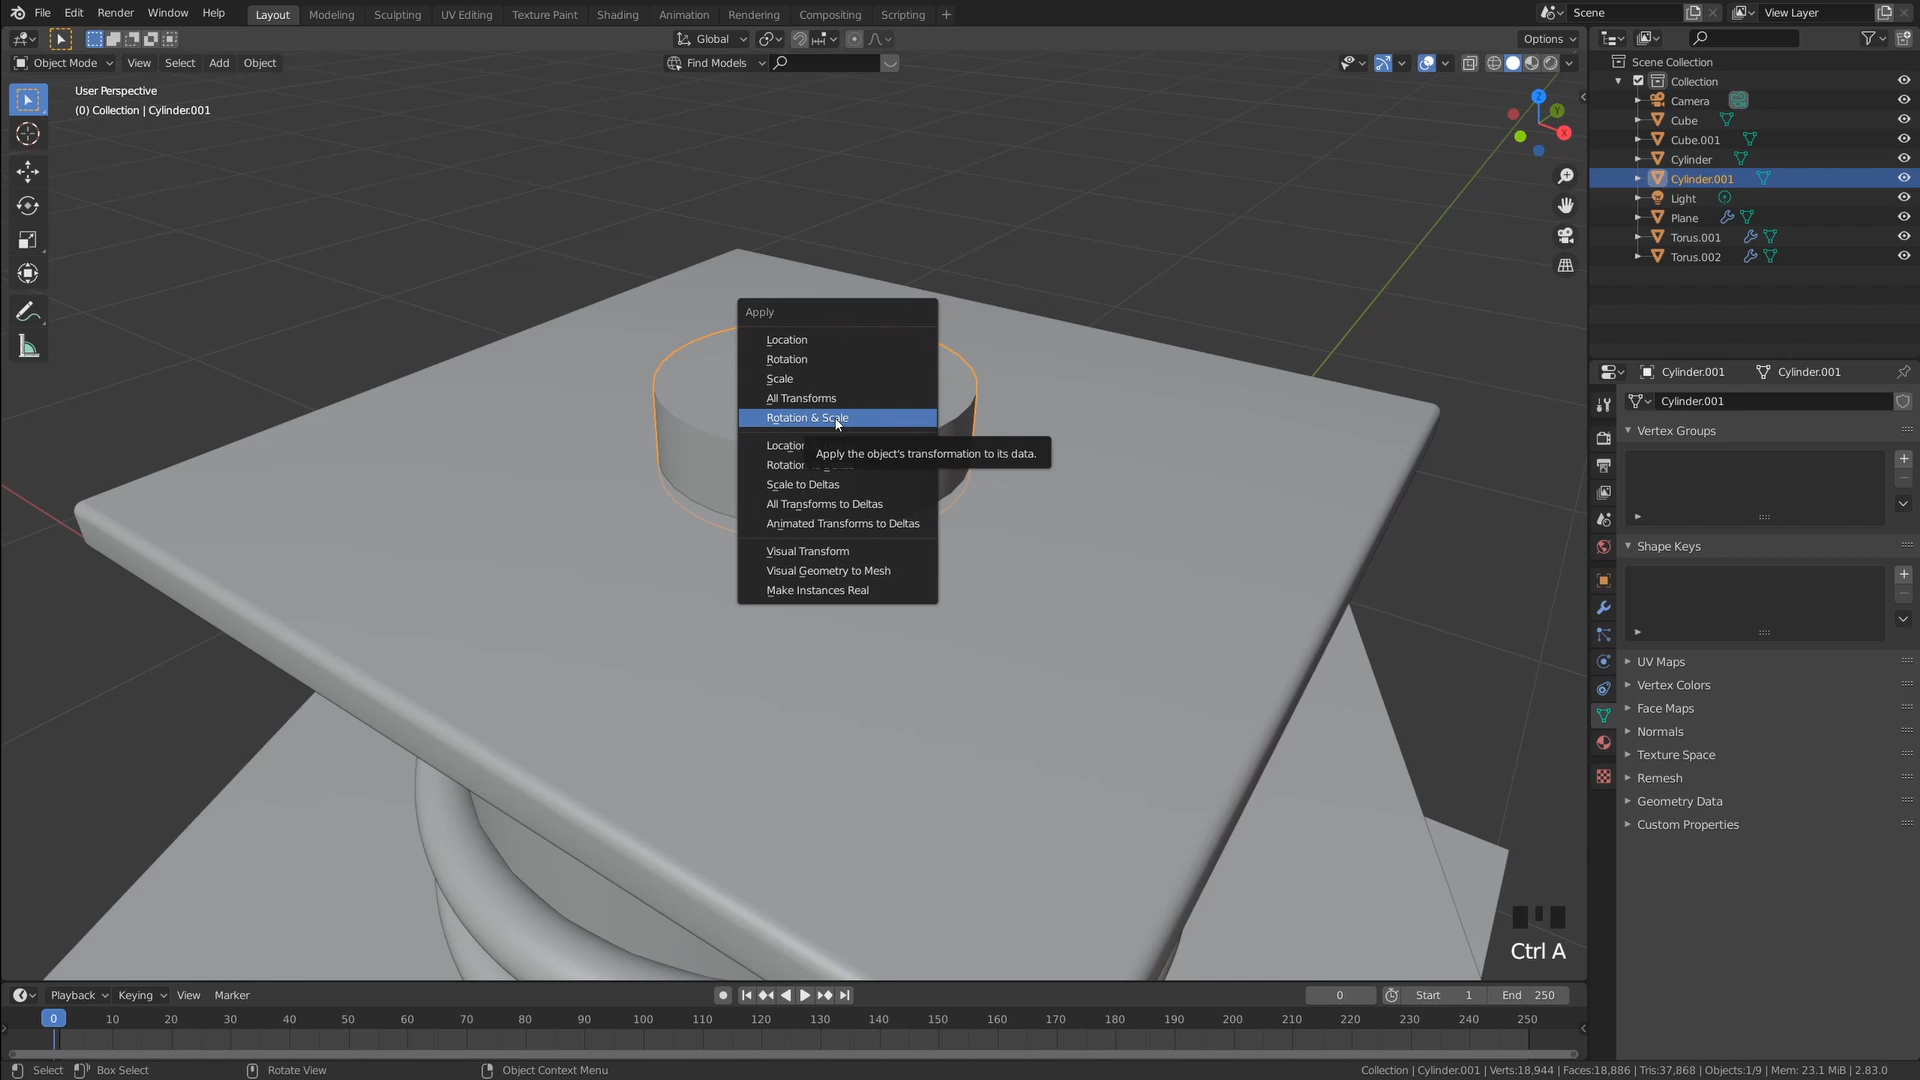 File Edit Render Window Help Layout Modeling Sculpting UV Editing Texture Paint Shading Animation Rendering Compositing Scripting Scene View Layer
Global Options
Object Mode View Select Add Object Find Models
User Perspective
(0) Collection | Cylinder.001
Z
Y
X
Scene Collection
Collection
Camera
Cube
Cube.001
Cylinder
Cylinder.001
Light
Plane
Torus.001
Torus.002
Apply
Location
Rotation
Scale
All Transforms
Rotation & Scale
Location
Rotation
Apply the object's transformation to its data.
Scale to Deltas
All Transforms to Deltas
Animated Transforms to Deltas
Visual Transform
Visual Geometry to Mesh
Make Instances Real
Cylinder.001 Cylinder.001
Cylinder.001
Vertex Groups
Shape Keys
UV Maps
Vertex Colors
Face Maps
Normals
Texture Space
Remesh
Geometry Data
Custom Properties
Ctrl A
Playback Keying View Marker 0 Start 1 End 250
0 10 20 30 40 50 60 70 80 90 100 110 120 130 140 150 160 170 180 190 200 210 220 230 240 250
Select Box Select Rotate View Object Context Menu Collection | Cylinder.001 | Verts:18,944 | Faces:18,886 | Tris:37,868 | Objects:1/9 | Mem: 23.1 MiB | 2.83.0